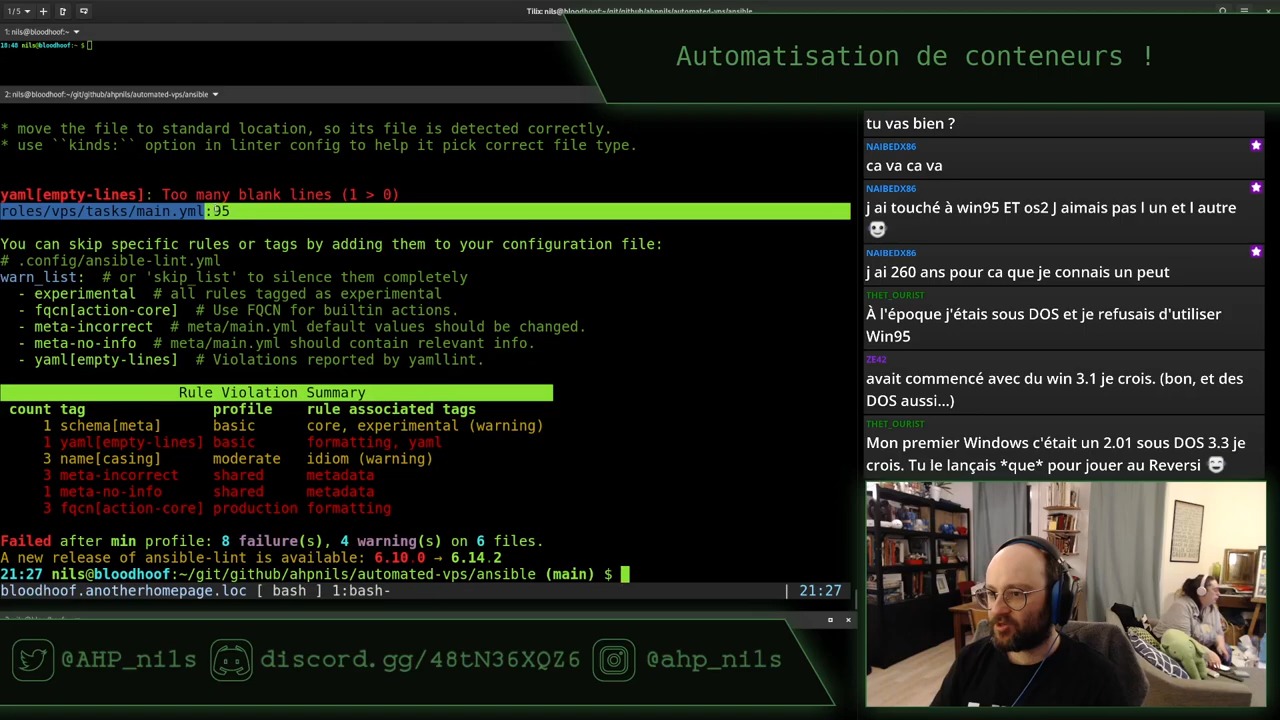 1/5
Tilix: nils@bloodhoof:~/git/github/ahpnils/automated-vps/ansible
1: nils@bloodhoof:~
18:48 nils@bloodhoof:~ $
Automatisation de conteneurs !
2: nils@bloodhoof:~/git/github/ahpnils/automated-vps/ansible
* move the file to standard location, so its file is detected correctly.
* use ``kinds:`` option in linter config to help it pick correct file type.
yaml[empty-lines]: Too many blank lines (1 > 0)
roles/vps/tasks/main.yml:95
You can skip specific rules or tags by adding them to your configuration file:
# .config/ansible-lint.yml
warn_list:  # or 'skip_list' to silence them completely
  - experimental  # all rules tagged as experimental
  - fqcn[action-core]  # Use FQCN for builtin actions.
  - meta-incorrect  # meta/main.yml default values should be changed.
  - meta-no-info  # meta/main.yml should contain relevant info.
  - yaml[empty-lines]  # Violations reported by yamllint.
Rule Violation Summary
count tag profile rule associated tags
1 schema[meta] basic core, experimental (warning)
1 yaml[empty-lines] basic formatting, yaml
3 name[casing] moderate idiom (warning)
3 meta-incorrect shared metadata
1 meta-no-info shared metadata
3 fqcn[action-core] production formatting
Failed after min profile: 8 failure(s), 4 warning(s) on 6 files.
A new release of ansible-lint is available: 6.10.0 → 6.14.2
21:27 nils@bloodhoof:~/git/github/ahpnils/automated-vps/ansible (main) $
bloodhoof.anotherhomepage.loc [ bash ] 1:bash- | 21:27
tu vas bien ?
NAIBEDX86
ca va ca va
NAIBEDX86
j ai touché à win95 ET os2 J aimais pas l un et l autre
NAIBEDX86
j ai 260 ans pour ca que je connais un peut
THET_OURIST
À l'époque j'étais sous DOS et je refusais d'utiliser
Win95
ZE42
avait commencé avec du win 3.1 je crois. (bon, et des
DOS aussi...)
THET_OURIST
Mon premier Windows c'était un 2.01 sous DOS 3.3 je
crois. Tu le lançais *que* pour jouer au Reversi
@AHP_nils
discord.gg/48tN36XQZ6
@ahp_nils